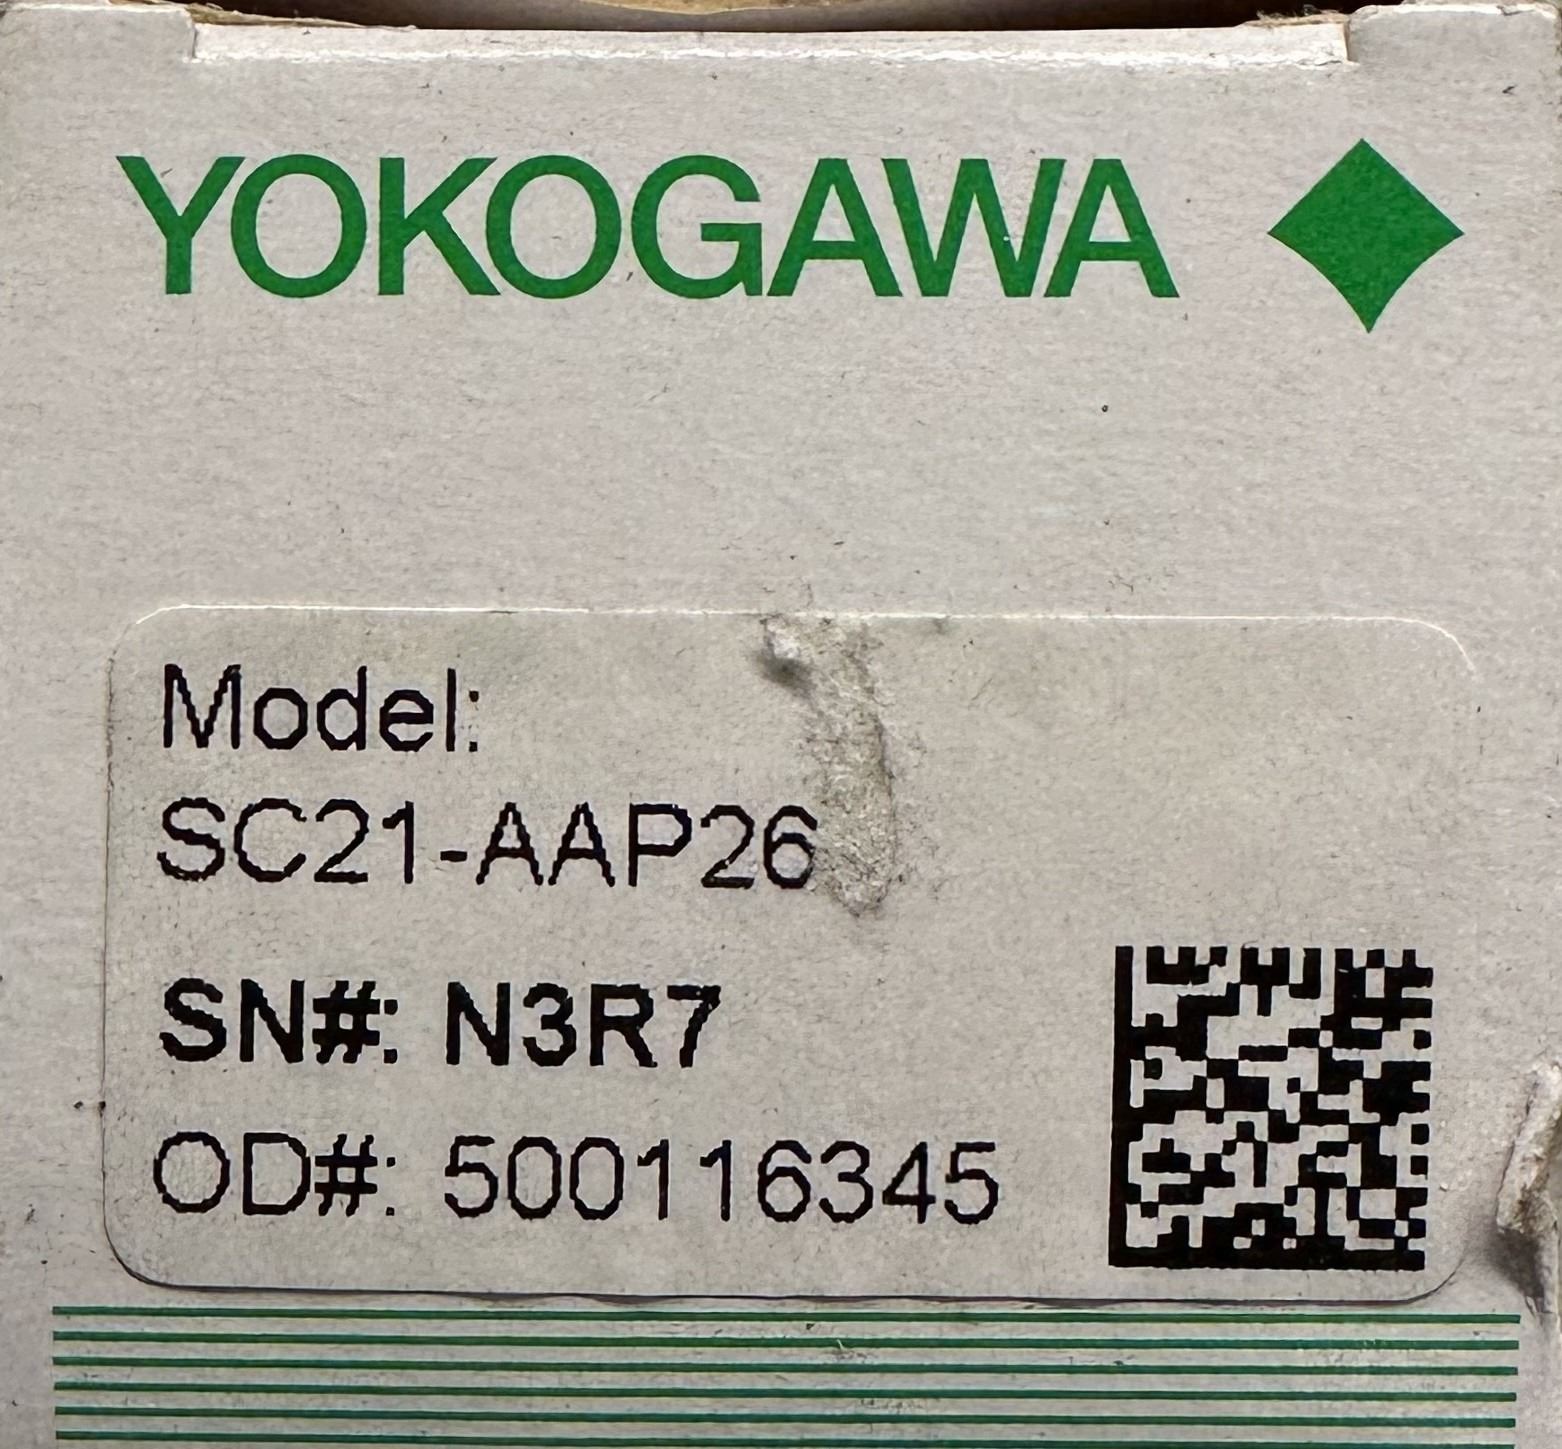 YOKOGAWA
Model:
SC21-AAP26
SN#: N3R7
OD#: 500116345